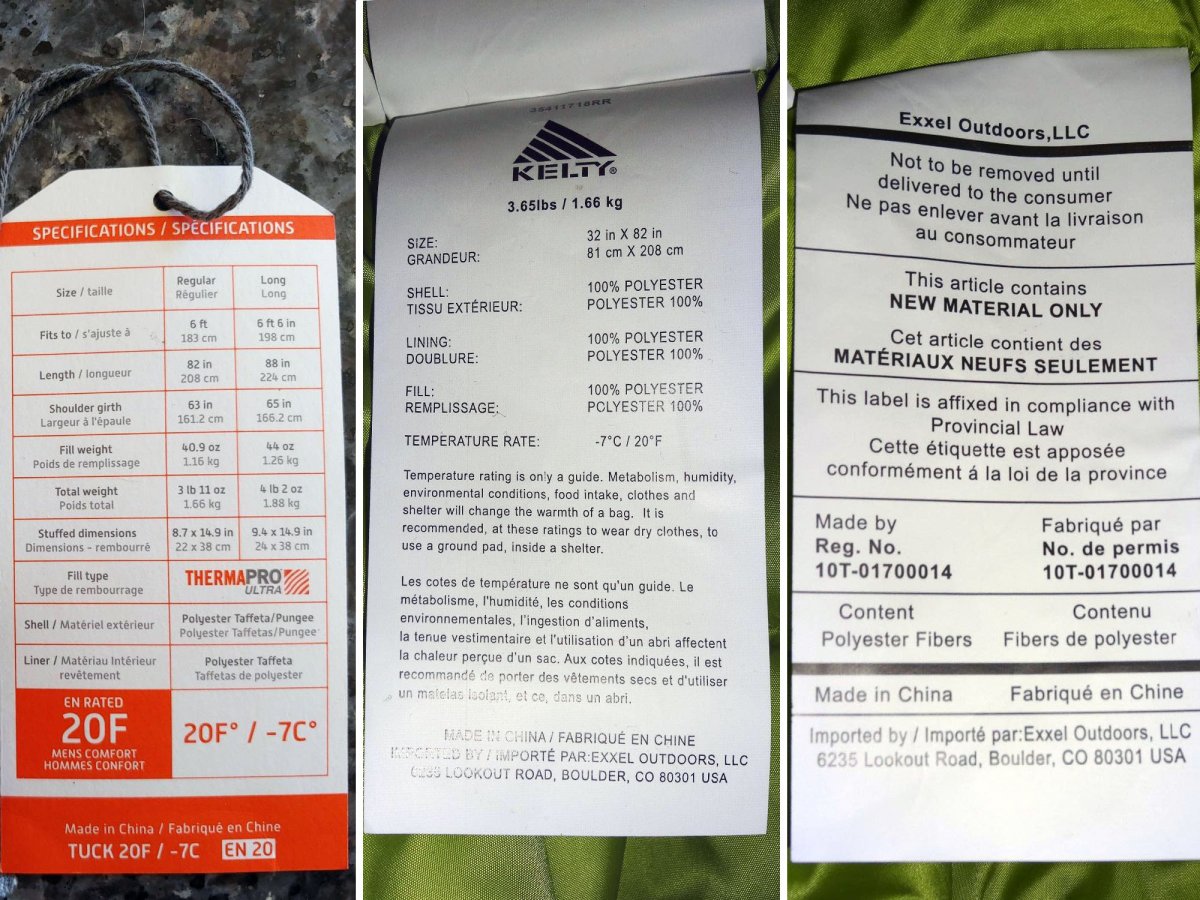 SPECIFICATIONS / SPÉCIFICATIONS
Size / taille
Regular
Régulier
Long
Long
Fits to / s'ajuste à
6 ft
183 cm
6 ft 6 in
198 cm
Length / longueur
82 in
208 cm
88 in
224 cm
Shoulder girth
Largeur à l'épaule
63 in
161.2 cm
65 in
166.2 cm
Fill weight
Poids de remplissage
40.9 oz
1.16 kg
44 oz
1.26 kg
Total weight
Poids total
3 lb 11 oz
1.66 kg
4 lb 2 oz
1.88 kg
Stuffed dimensions
Dimensions - rembourré
8.7 x 14.9 in
22 x 38 cm
9.4 x 14.9 in
24 x 38 cm
Fill type
Type de rembourrage
THERMAPRO
ULTRA
Shell / Matériel extérieur
Polyester Taffeta/Pungee
Polyester Taffetas/Pungee
Liner / Matériau Intérieur
revêtement
Polyester Taffeta
Taffetas de polyester
EN RATED
20F
MENS COMFORT
HOMMES CONFORT
20F° / -7C°
Made in China / Fabriqué en Chine
TUCK 20F / -7C EN 20
35411716RR
KELTY®
3.65lbs / 1.66 kg
SIZE: 32 in X 82 in
GRANDEUR: 81 cm X 208 cm
SHELL: 100% POLYESTER
TISSU EXTÉRIEUR: POLYESTER 100%
LINING: 100% POLYESTER
DOUBLURE: POLYESTER 100%
FILL: 100% POLYESTER
REMPLISSAGE: POLYESTER 100%
TEMPERATURE RATE: -7°C / 20°F
Temperature rating is only a guide. Metabolism, humidity,
environmental conditions, food intake, clothes and
shelter will change the warmth of a bag. It is
recommended, at these ratings to wear dry clothes, to
use a ground pad, inside a shelter.
Les cotes de température ne sont qu'un guide. Le
métabolisme, l'humidité, les conditions
environnementales, l'ingestion d'aliments,
la tenue vestimentaire et l'utilisation d'un abri affectent
la chaleur perçue d'un sac. Aux cotes indiquées, il est
recommandé de porter des vêtements secs et d'utiliser
un matelas isolant, et ce, dans un abri.
MADE IN CHINA / FABRIQUÉ EN CHINE
IMPORTED BY / IMPORTÉ PAR:EXXEL OUTDOORS, LLC
6235 LOOKOUT ROAD, BOULDER, CO 80301 USA
Exxel Outdoors,LLC
Not to be removed until
delivered to the consumer
Ne pas enlever avant la livraison
au consommateur
This article contains
NEW MATERIAL ONLY
Cet article contient des
MATÉRIAUX NEUFS SEULEMENT
This label is affixed in compliance with
Provincial Law
Cette étiquette est apposée
conformément á la loi de la province
Made by Fabriqué par
Reg. No. No. de permis
10T-01700014 10T-01700014
Content Contenu
Polyester Fibers Fibers de polyester
Made in China Fabriqué en Chine
Imported by / Importé par:Exxel Outdoors, LLC
6235 Lookout Road, Boulder, CO 80301 USA